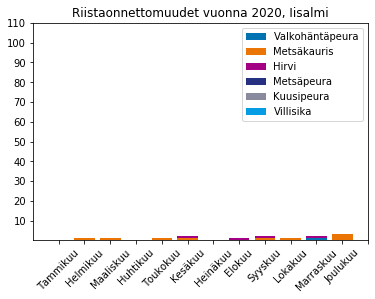 Riistaonnettomuudet vuonna 2020, Iisalmi
110
100
90
80
70
60
50
40
30
20
10
Valkohäntäpeura
Metsäkauris
Hirvi
Metsäpeura
Kuusipeura
Villisika
Tammikuu
Helmikuu
Maaliskuu
Huhtikuu
Toukokuu
Kesäkuu
Heinäkuu
Elokuu
Syyskuu
Lokakuu
Marraskuu
Joulukuu